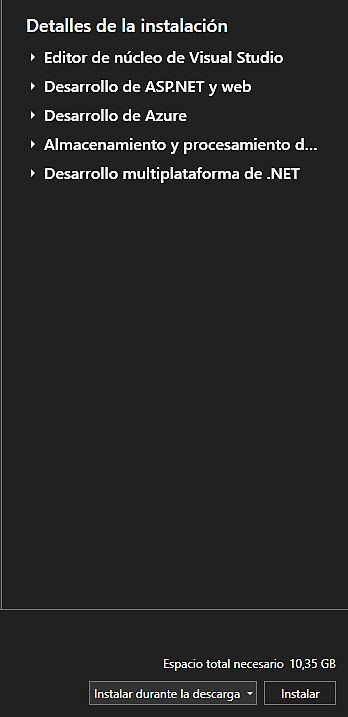 Detalles de la instalación
Editor de núcleo de Visual Studio
Desarrollo de ASP.NET y web
Desarrollo de Azure
Almacenamiento y procesamiento d...
Desarrollo multiplataforma de .NET
Espacio total necesario 10,35 GB
Instalar durante la descarga
Instalar